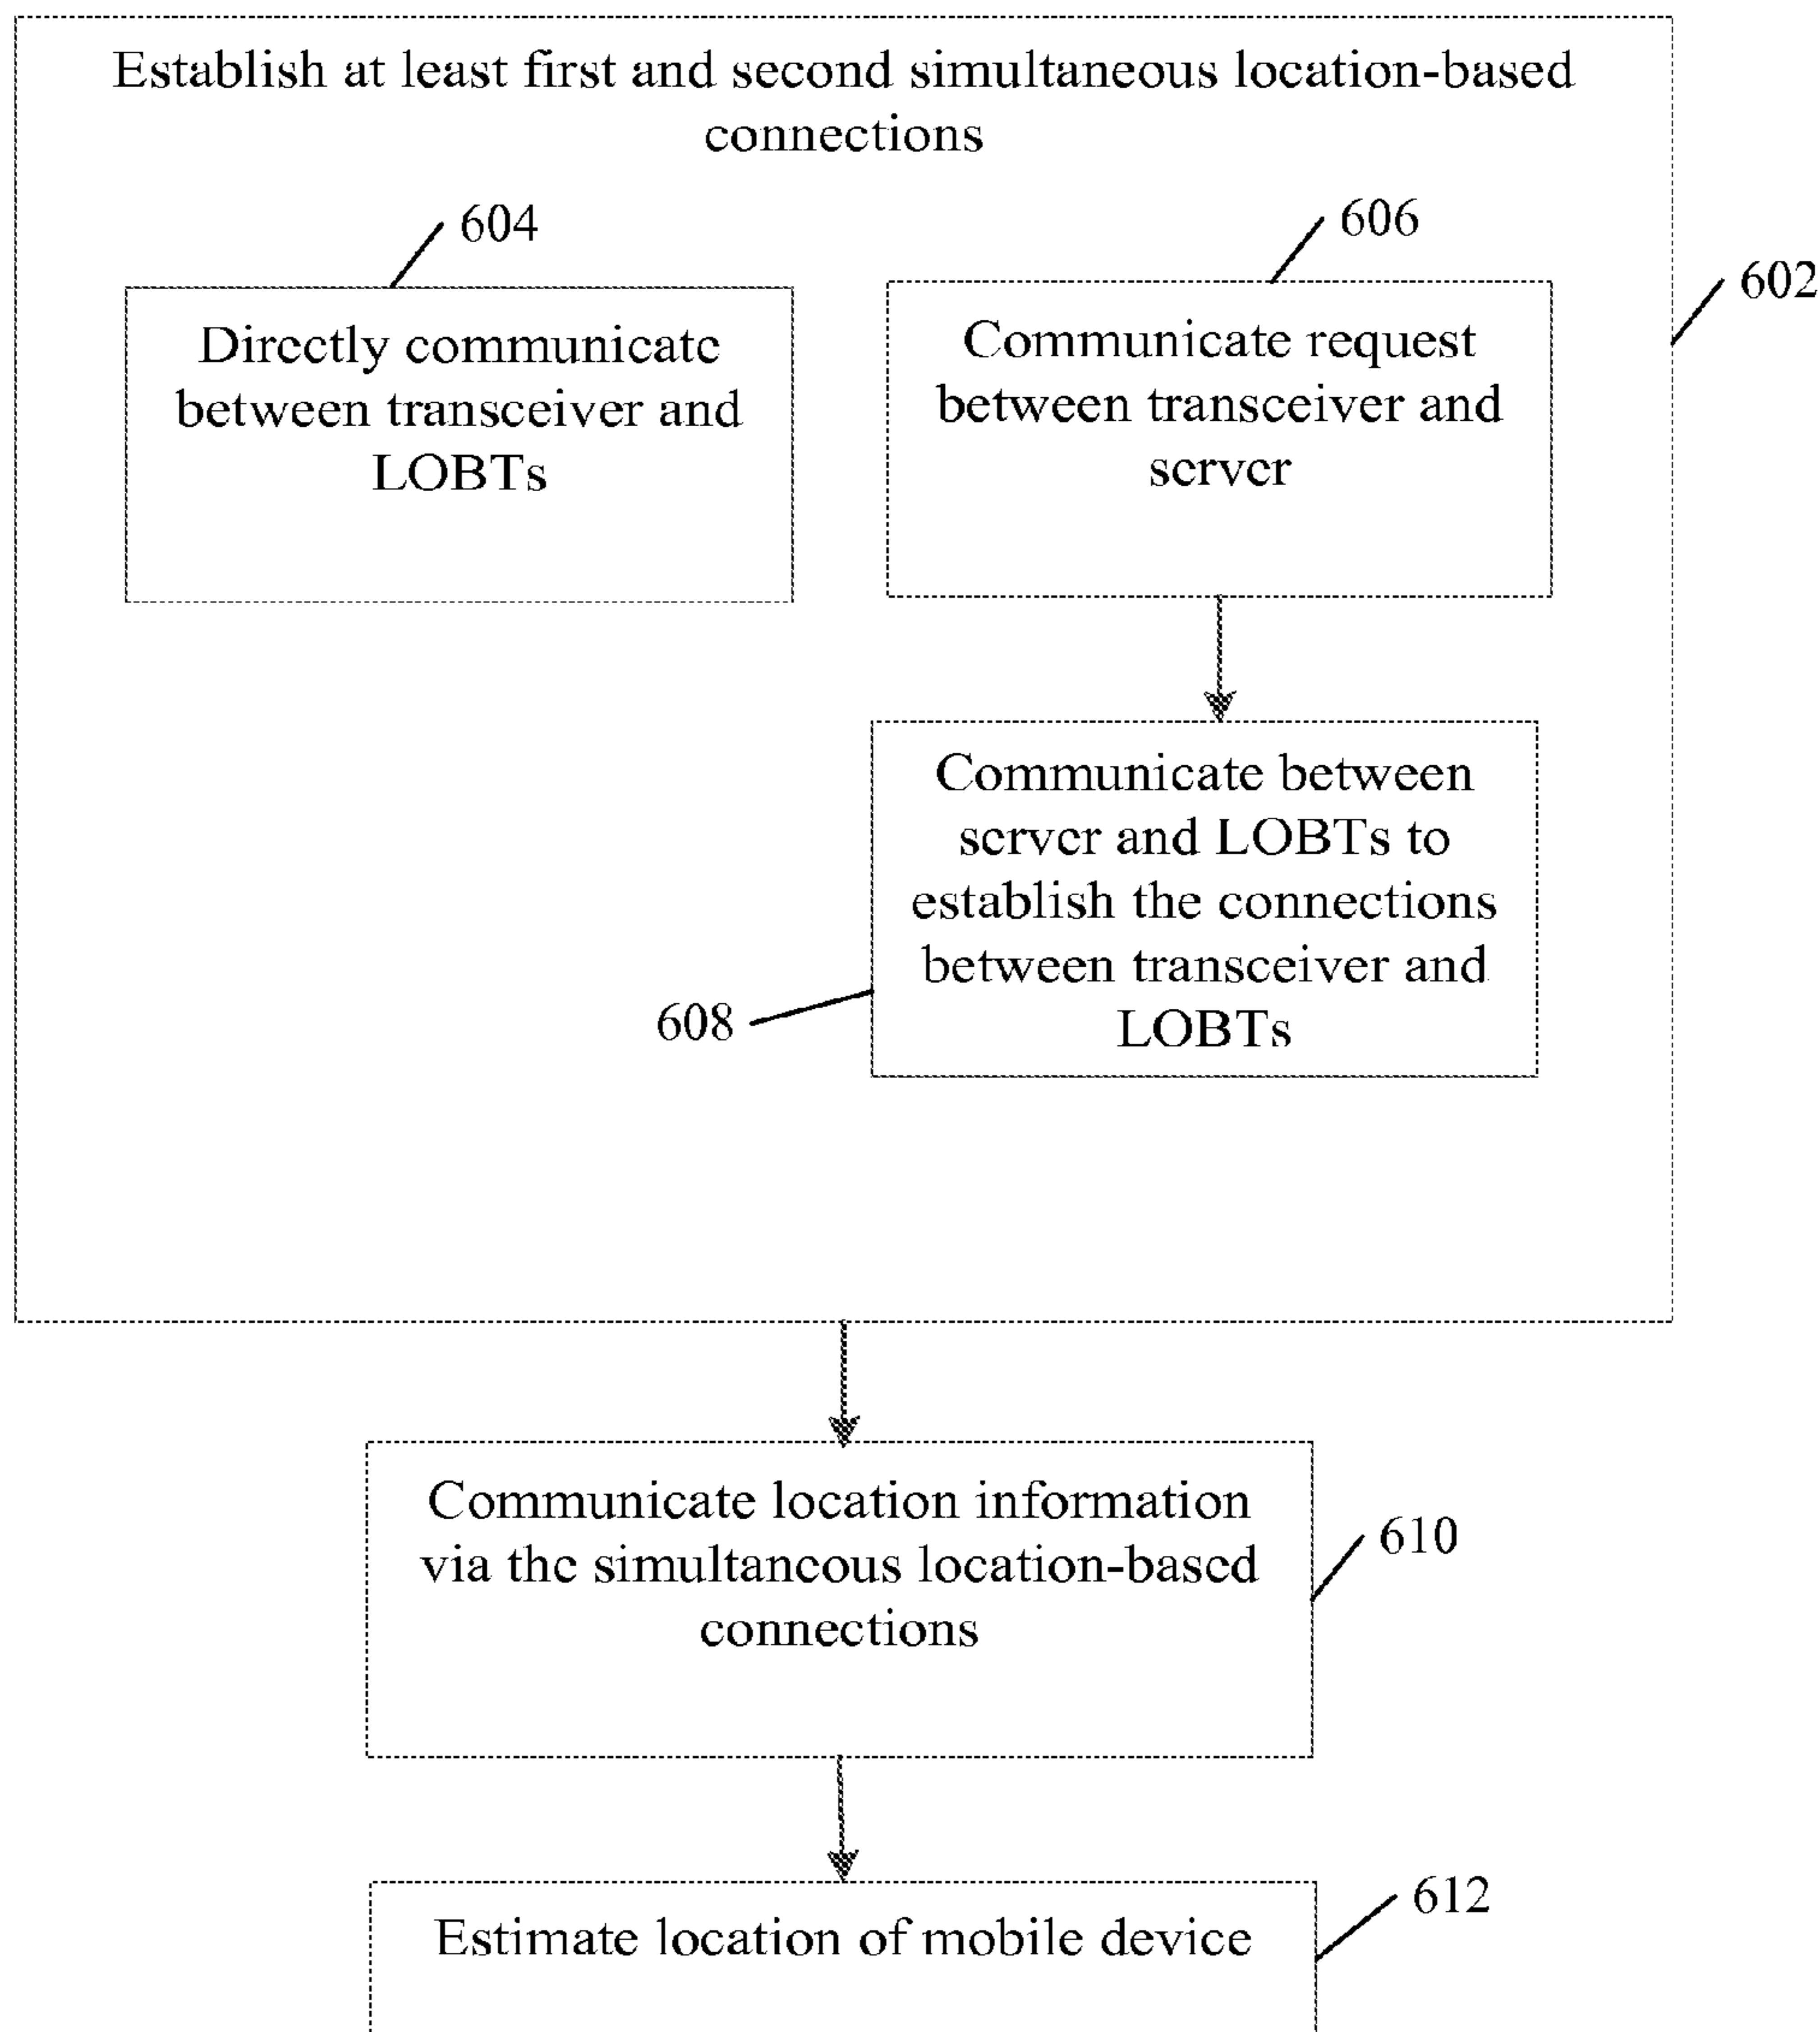 Establish at least first and second simultaneous location-based
connections
604
606
602
Directly communicate
between transceiver and
LOBTs
Communicate request
between transceiver and
server
Communicate between
server and LOBTs to
establish the connections
between transceiver and
LOBTs
608
Communicate location information
via the simultaneous location-based
connections
610
612
Estimate location of mobile device